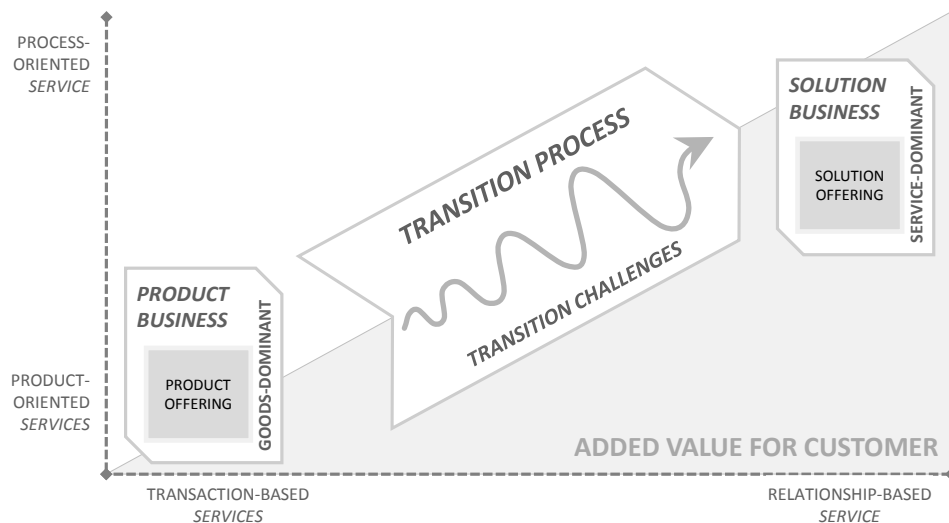 PROCESS-
ORIENTED
SERVICE
PRODUCT-
ORIENTED
SERVICES
PRODUCT
BUSINESS
PRODUCT
OFFERING
GOODS-DOMINANT
TRANSITION PROCESS
TRANSITION CHALLENGES
SOLUTION
BUSINESS
SOLUTION
OFFERING
SERVICE-DOMINANT
ADDED VALUE FOR CUSTOMER
TRANSACTION-BASED
SERVICES
RELATIONSHIP-BASED
SERVICE